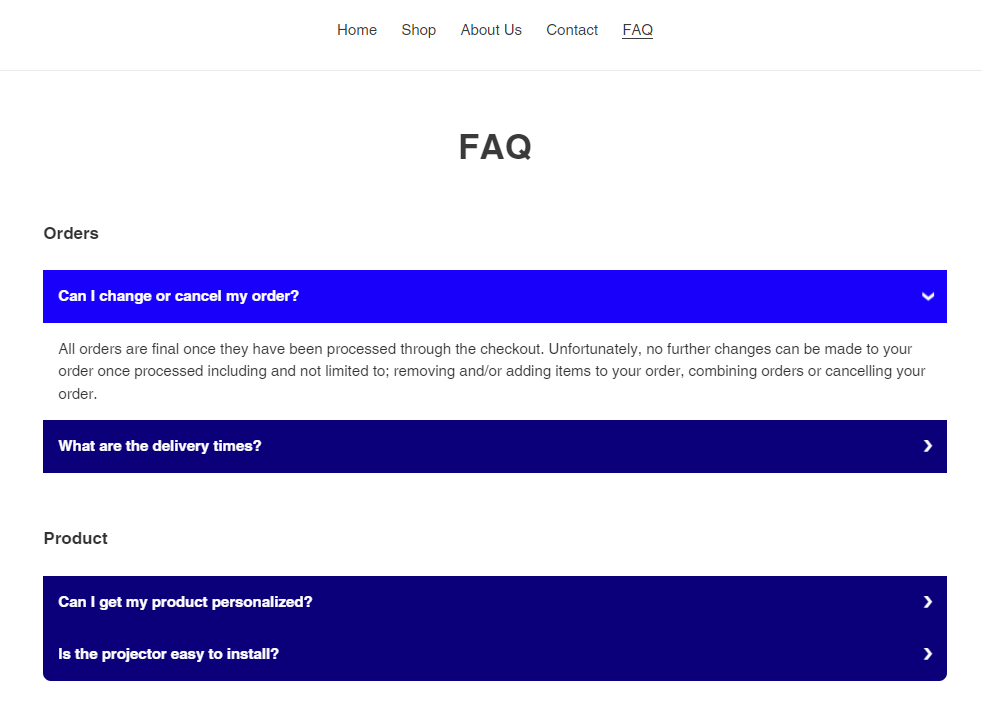 Home Shop About Us Contact FAQ
FAQ
Orders
Can I change or cancel my order?
All orders are final once they have been processed through the checkout. Unfortunately, no further changes can be made to your
order once processed including and not limited to; removing and/or adding items to your order, combining orders or cancelling your
order.
What are the delivery times?
Product
Can I get my product personalized?
Is the projector easy to install?